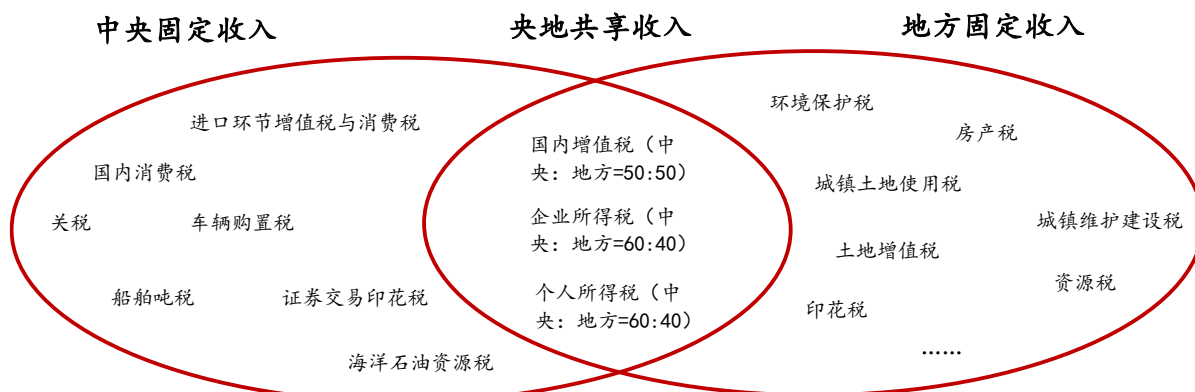 中央固定收入
央地共享收入
地方固定收入
进口环节增值税与消费税
国内消费税
关税
车辆购置税
船舶吨税
证券交易印花税
海洋石油资源税
国内增值税（中
央：地方=50:50）
企业所得税（中
央：地方=60:40）
个人所得税（中
央：地方=60:40）
环境保护税
房产税
城镇土地使用税
城镇维护建设税
土地增值税
资源税
印花税
……